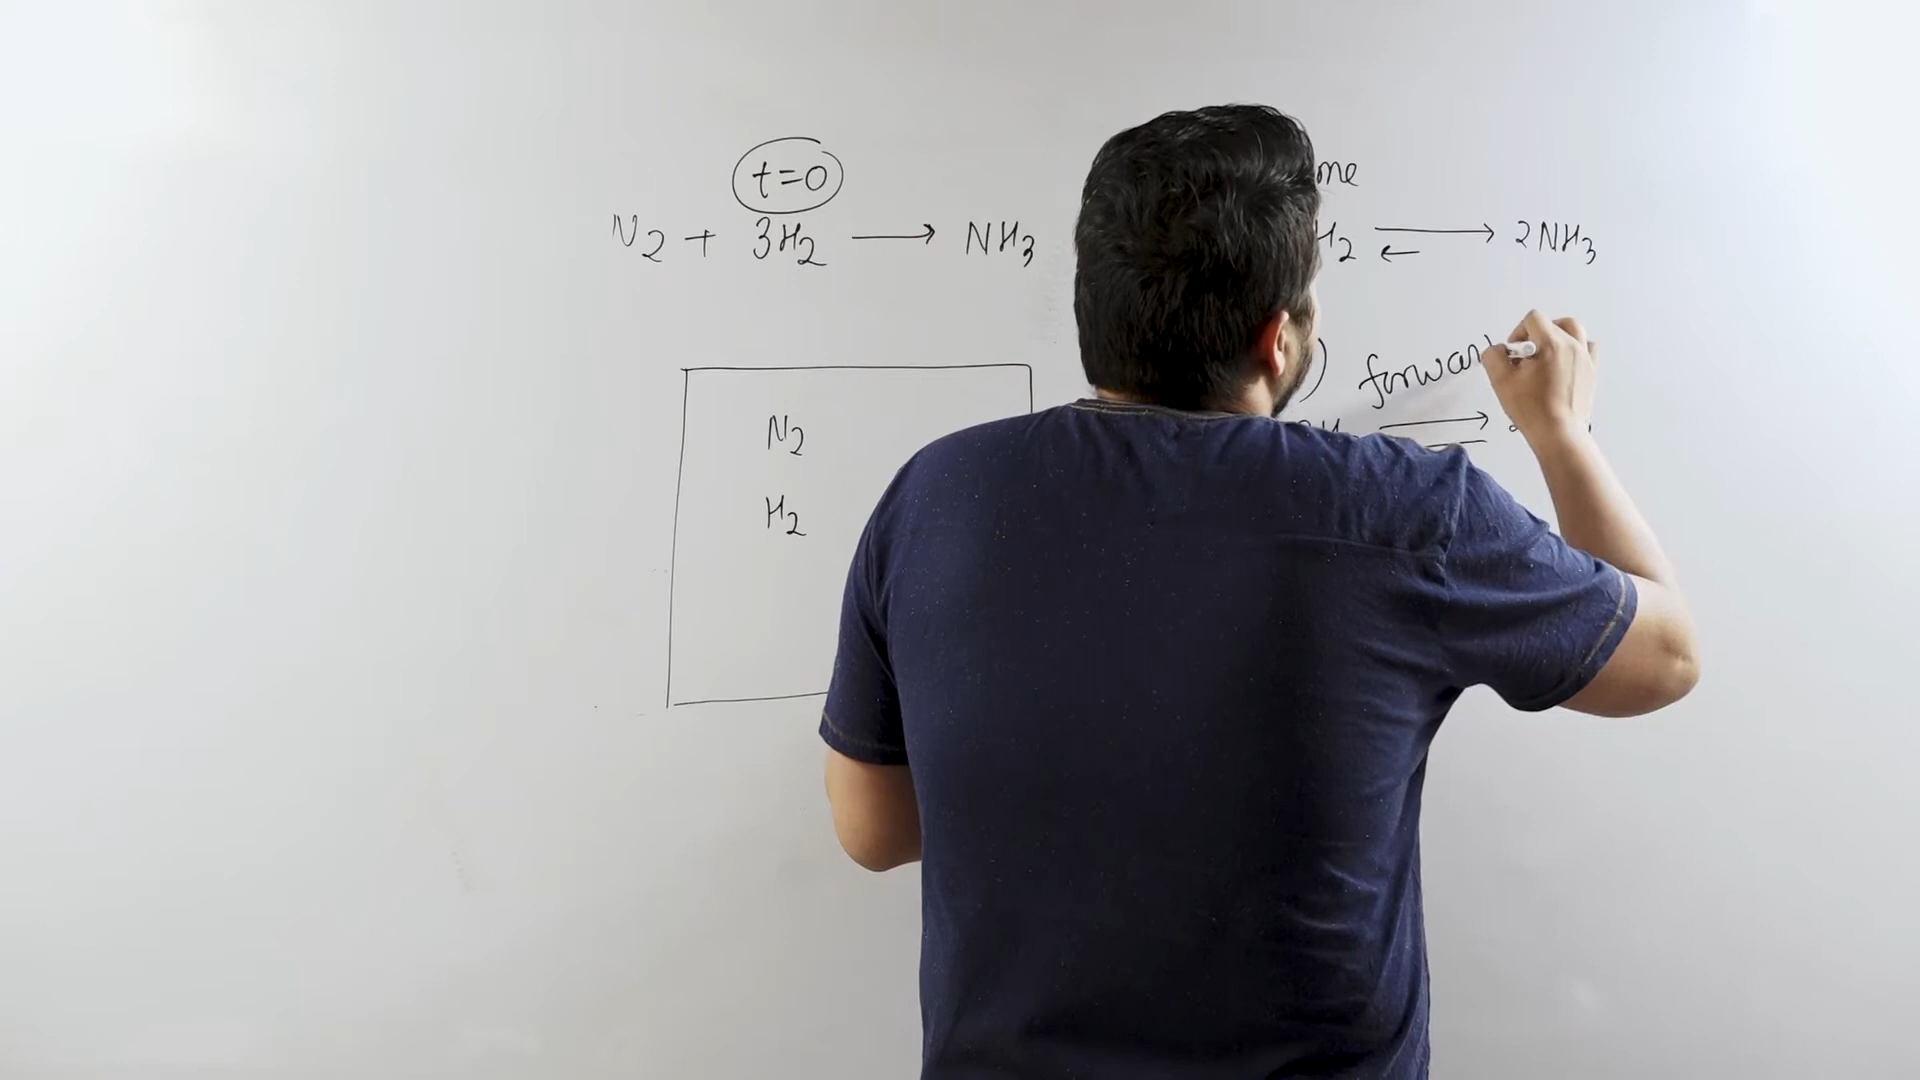 t=0
N2 + 3H2 ⟶ NH3
N2
H2
me
H2 ⇌ 2NH3
) forward